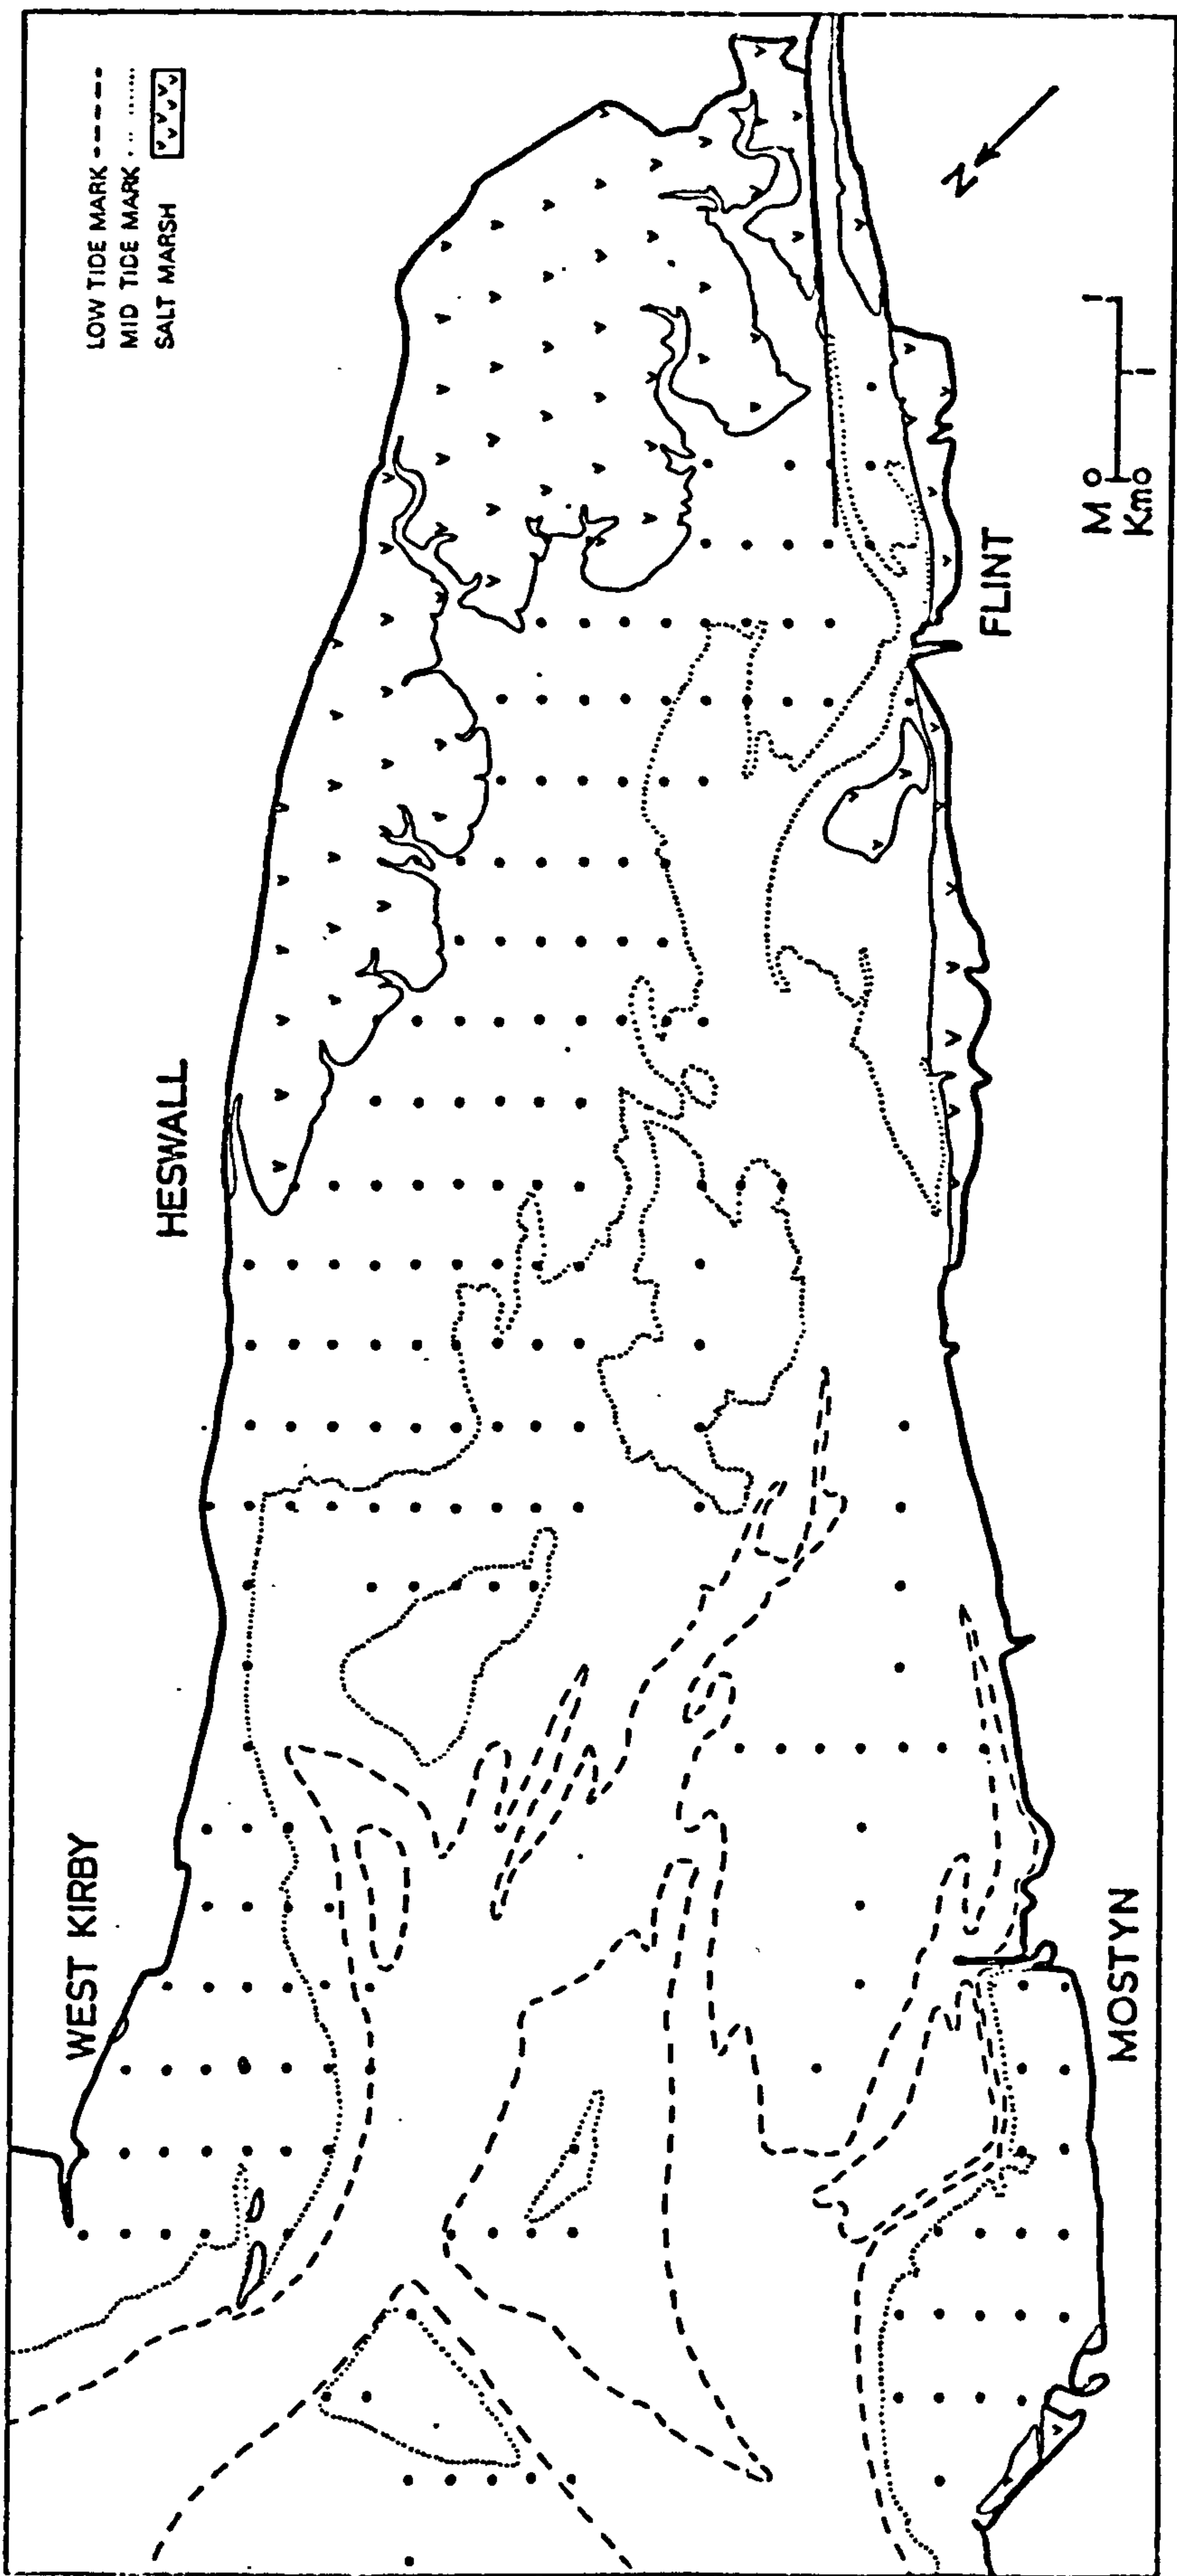 LOW TIDE MARK
MID TIDE MARK
SALT MARSH
N
HESWALL
WEST KIRBY
FLINT
MOSTYN
M 0 1
Km 0 1